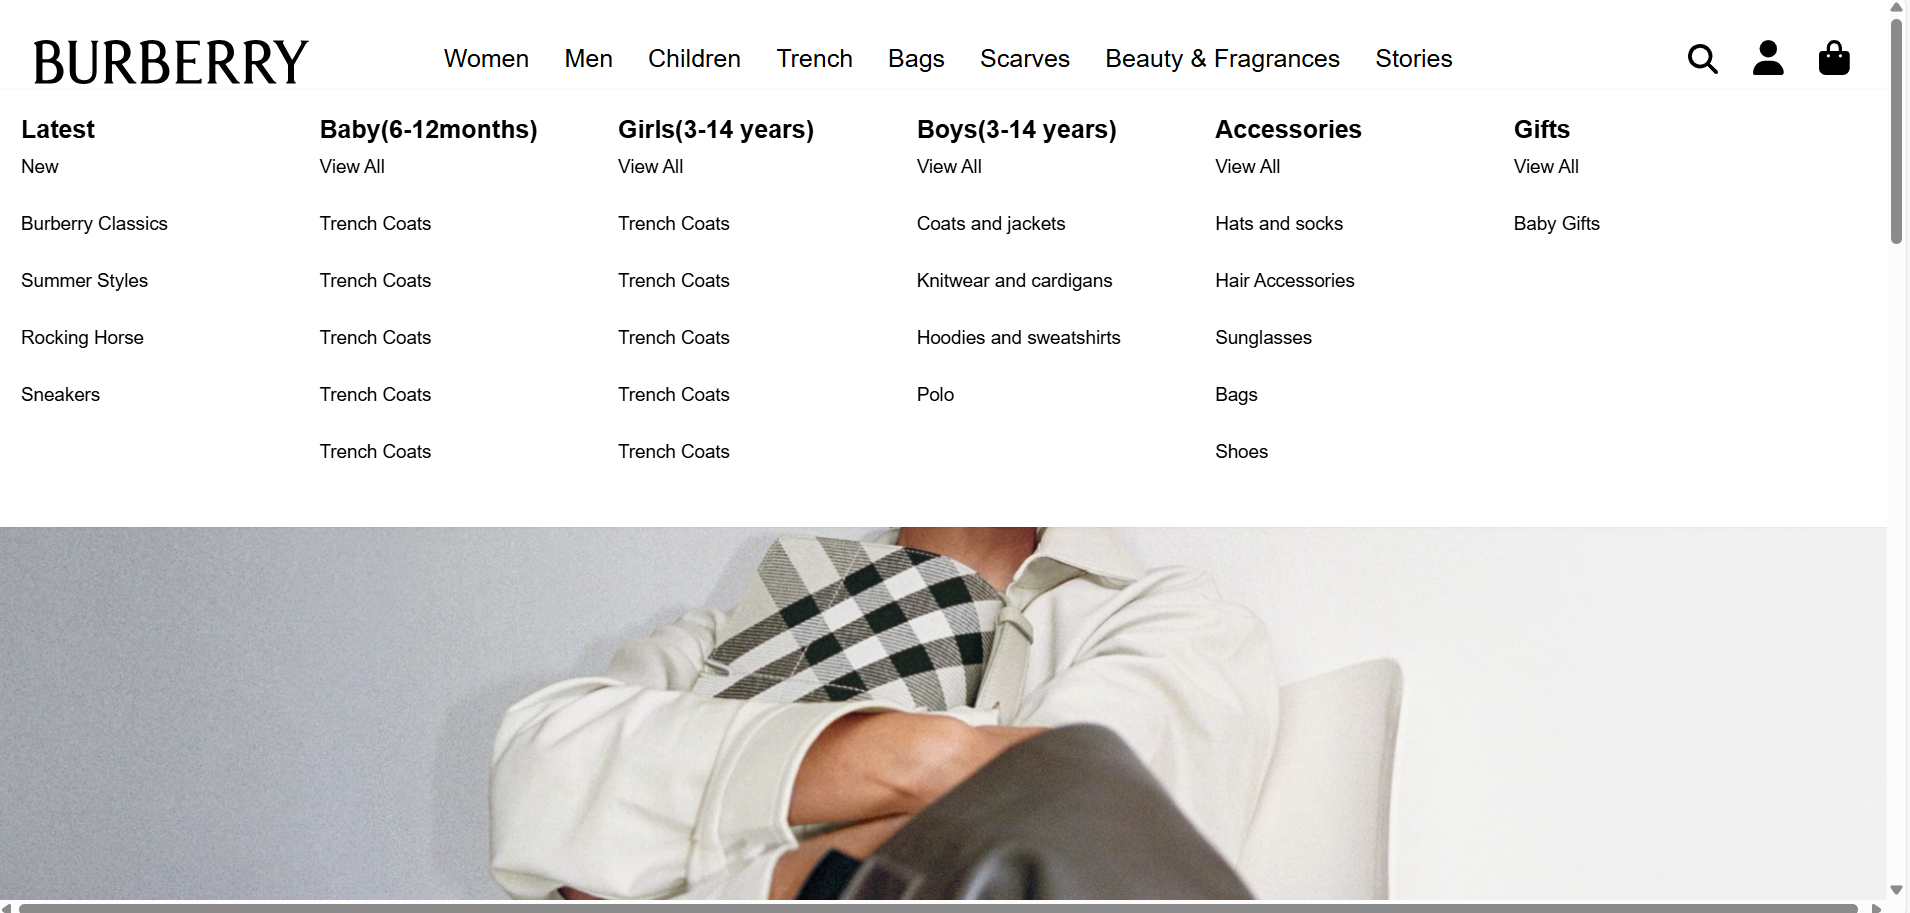 BURBERRY
Women Men Children Trench Bags Scarves Beauty & Fragrances Stories
Latest
New
Burberry Classics
Summer Styles
Rocking Horse
Sneakers
Baby(6-12months)
View All
Trench Coats
Trench Coats
Trench Coats
Trench Coats
Trench Coats
Girls(3-14 years)
View All
Trench Coats
Trench Coats
Trench Coats
Trench Coats
Trench Coats
Boys(3-14 years)
View All
Coats and jackets
Knitwear and cardigans
Hoodies and sweatshirts
Polo
Accessories
View All
Hats and socks
Hair Accessories
Sunglasses
Bags
Shoes
Gifts
View All
Baby Gifts